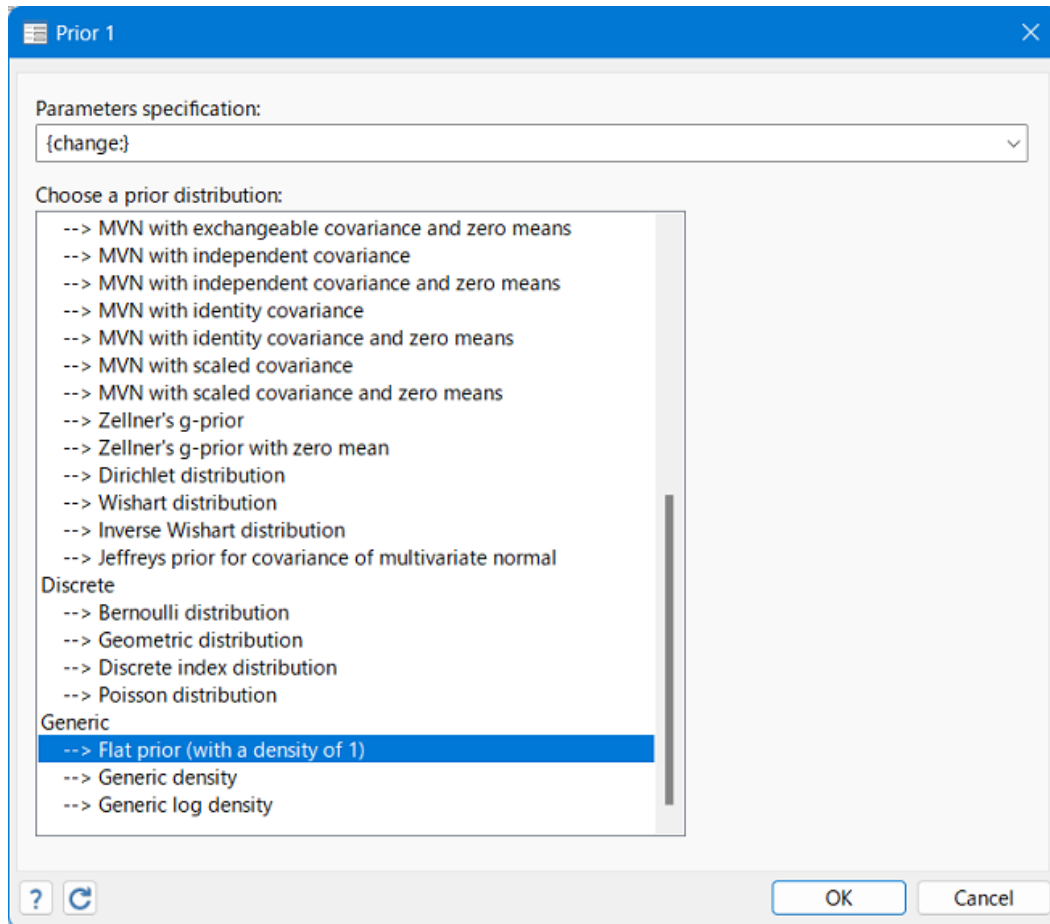 Prior 1
Parameters specification:
{change:}
Choose a prior distribution:
--> MVN with exchangeable covariance and zero means
--> MVN with independent covariance
--> MVN with independent covariance and zero means
--> MVN with identity covariance
--> MVN with identity covariance and zero means
--> MVN with scaled covariance
--> MVN with scaled covariance and zero means
--> Zellner's g-prior
--> Zellner's g-prior with zero mean
--> Dirichlet distribution
--> Wishart distribution
--> Inverse Wishart distribution
--> Jeffreys prior for covariance of multivariate normal
Discrete
--> Bernoulli distribution
--> Geometric distribution
--> Discrete index distribution
--> Poisson distribution
Generic
--> Flat prior (with a density of 1)
--> Generic density
--> Generic log density
? OK Cancel